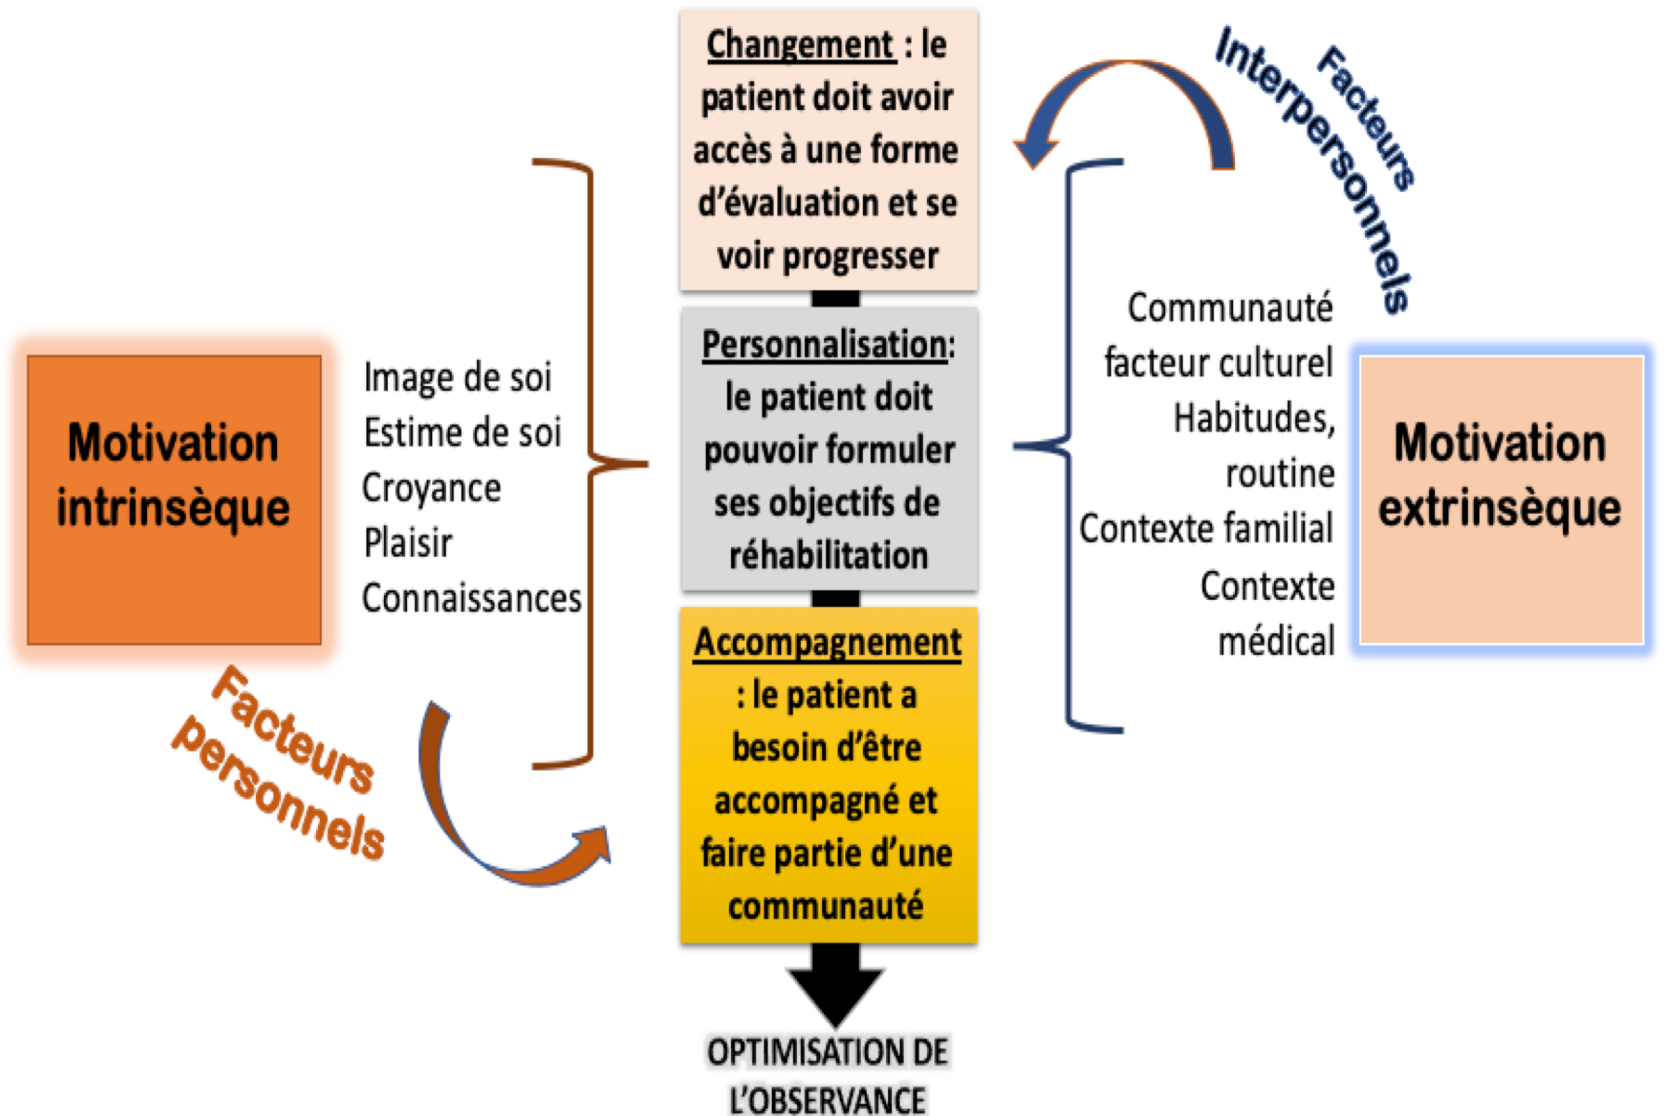 Motivation
intrinsèque
Image de soi
Estime de soi
Croyance
Plaisir
Connaissances
Facteurs
personnels
Changement : le
patient doit avoir
accès à une forme
d’évaluation et se
voir progresser
Personnalisation:
le patient doit
pouvoir formuler
ses objectifs de
réhabilitation
Accompagnement
: le patient a
besoin d’être
accompagné et
faire partie d’une
communauté
OPTIMISATION DE
L’OBSERVANCE
Facteurs
Interpersonnels
Communauté
facteur culturel
Habitudes,
routine
Contexte familial
Contexte
médical
Motivation
extrinsèque